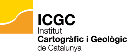 ICGC
Institut
Cartogràfic i Geològic
de Catalunya